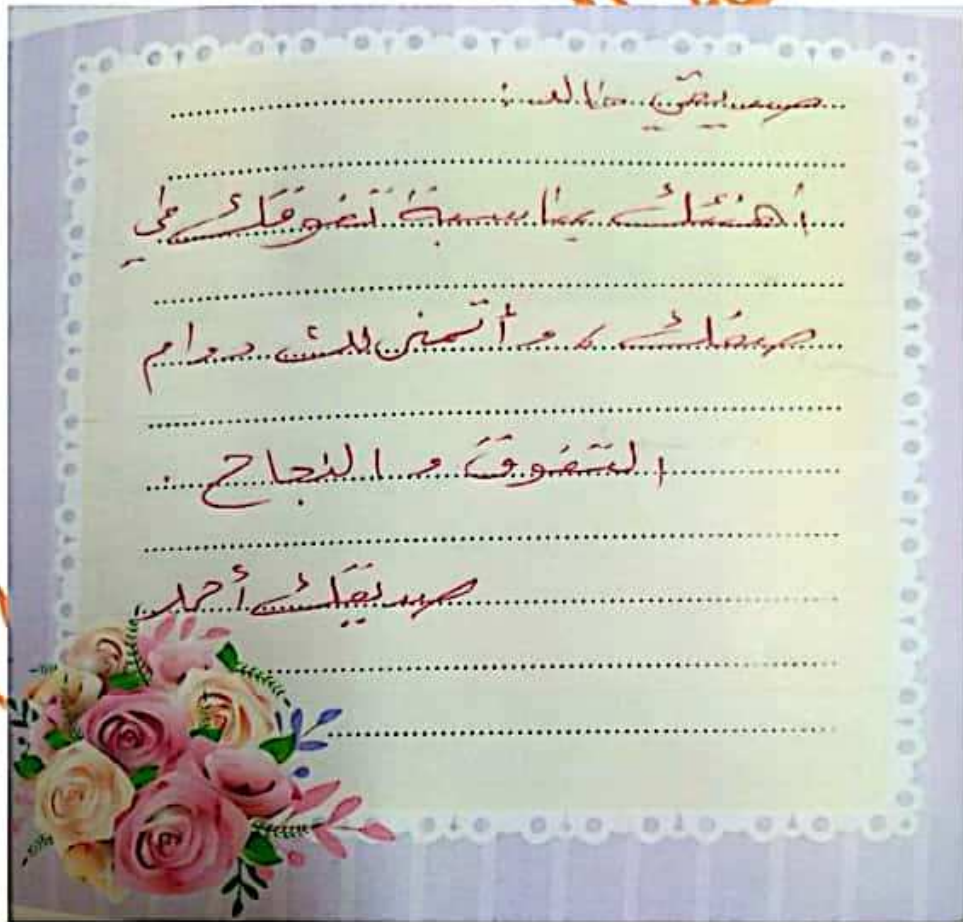 صديقي خالد :
أهنئك بمناسبة تفوقك في
صفك ، و أتمنى لك دوام
التفوق و النجاح .
صديقك أحمد